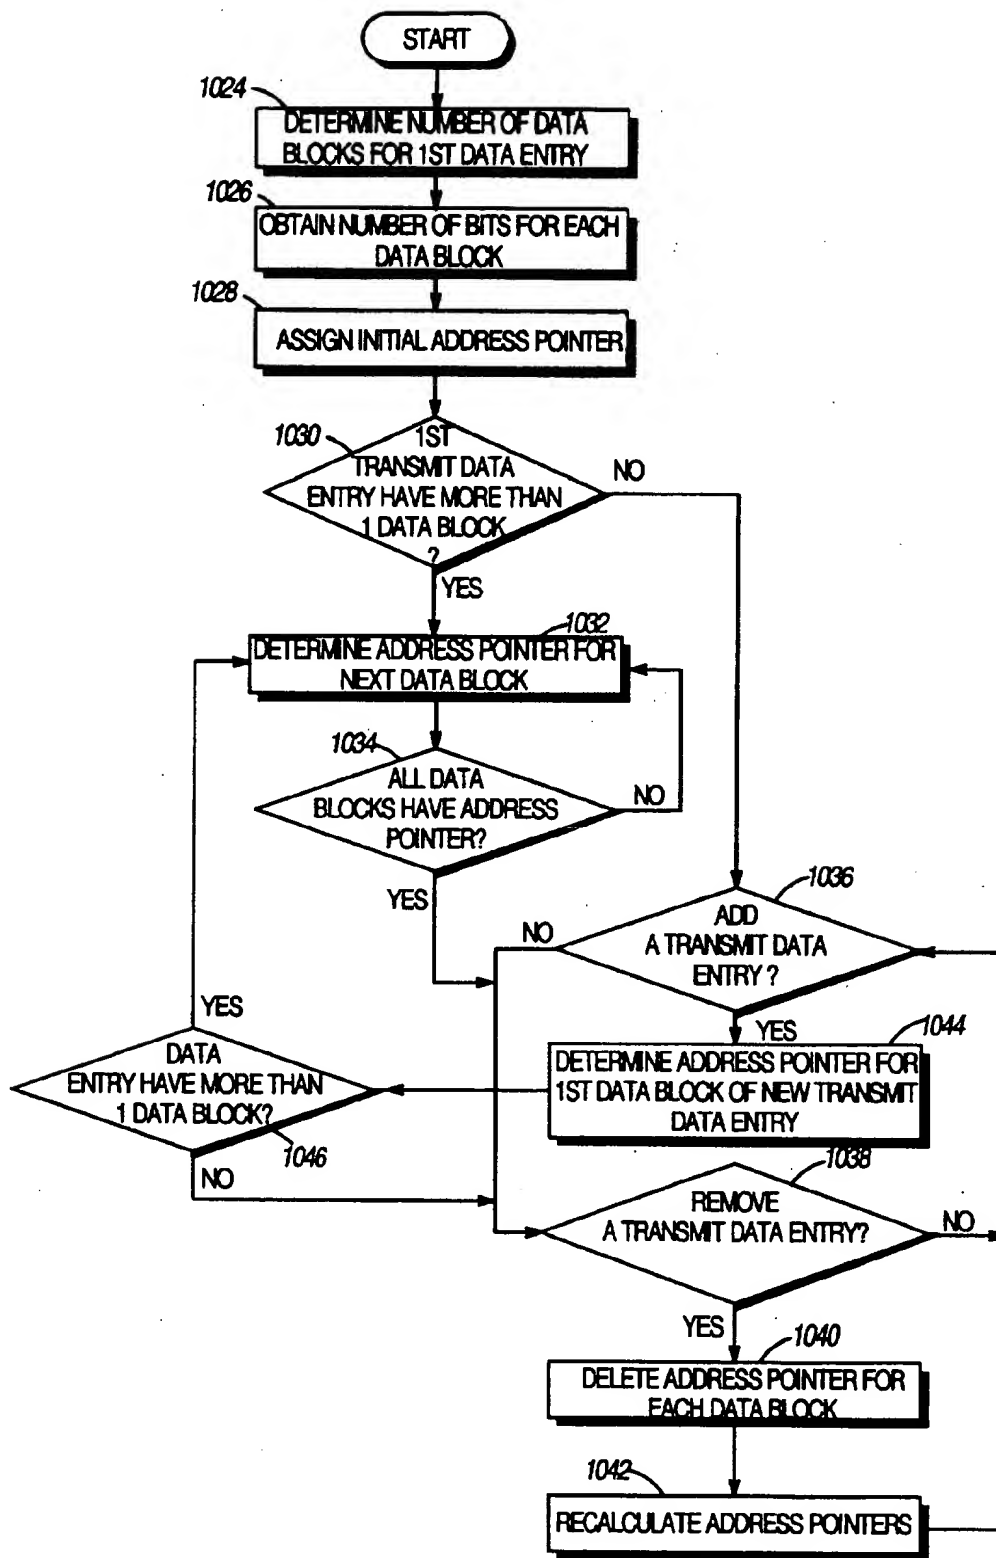 START
1024
DETERMINE NUMBER OF DATA
BLOCKS FOR 1ST DATA ENTRY
1026
OBTAIN NUMBER OF BITS FOR EACH
DATA BLOCK
1028
ASSIGN INITIAL ADDRESS POINTER
1030
1ST
TRANSMIT DATA
ENTRY HAVE MORE THAN
1 DATA BLOCK
?
NO
YES
1032
DETERMINE ADDRESS POINTER FOR
NEXT DATA BLOCK
1034
ALL DATA
BLOCKS HAVE ADDRESS
POINTER?
NO
YES
1036
ADD
A TRANSMIT DATA
ENTRY ?
NO
YES
1044
DETERMINE ADDRESS POINTER FOR
1ST DATA BLOCK OF NEW TRANSMIT
DATA ENTRY
YES
DATA
ENTRY HAVE MORE THAN
1 DATA BLOCK?
1046
NO
1038
REMOVE
A TRANSMIT DATA ENTRY?
NO
YES
1040
DELETE ADDRESS POINTER FOR
EACH DATA BLOCK
1042
RECALCULATE ADDRESS POINTERS